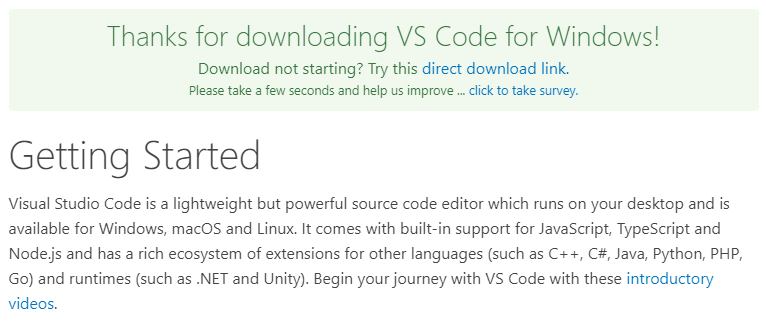 Thanks for downloading VS Code for Windows!
Download not starting? Try this direct download link.
Please take a few seconds and help us improve ... click to take survey.
Getting Started
Visual Studio Code is a lightweight but powerful source code editor which runs on your desktop and is
available for Windows, macOS and Linux. It comes with built-in support for JavaScript, TypeScript and
Node.js and has a rich ecosystem of extensions for other languages (such as C++, C#, Java, Python, PHP,
Go) and runtimes (such as .NET and Unity). Begin your journey with VS Code with these introductory
videos.